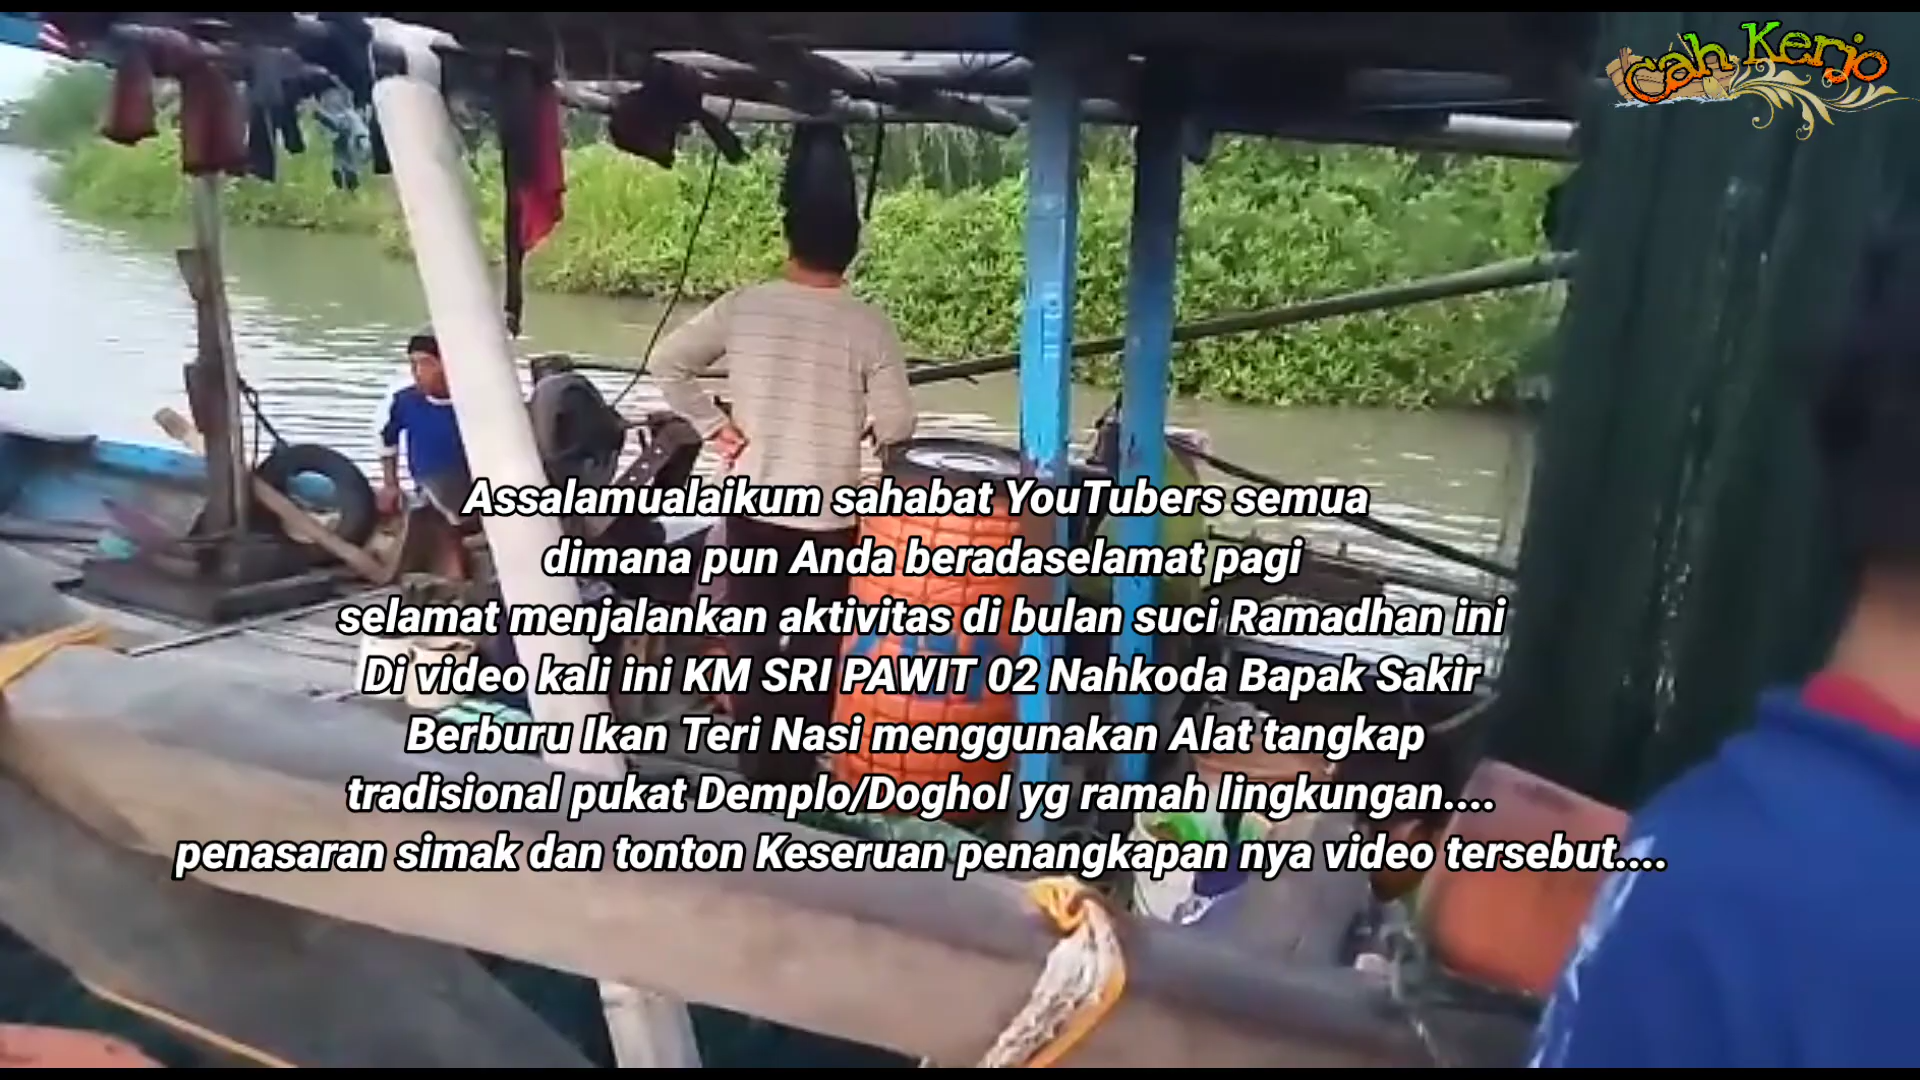 Cah Kerjo
Assalamualaikum sahabat YouTubers semua
dimana pun Anda beradaselamat pagi
selamat menjalankan aktivitas di bulan suci Ramadhan ini
Di video kali ini KM SRI PAWIT 02 Nahkoda Bapak Sakir
Berburu Ikan Teri Nasi menggunakan Alat tangkap
tradisional pukat Demplo/Doghol yg ramah lingkungan....
penasaran simak dan tonton Keseruan penangkapan nya video tersebut....